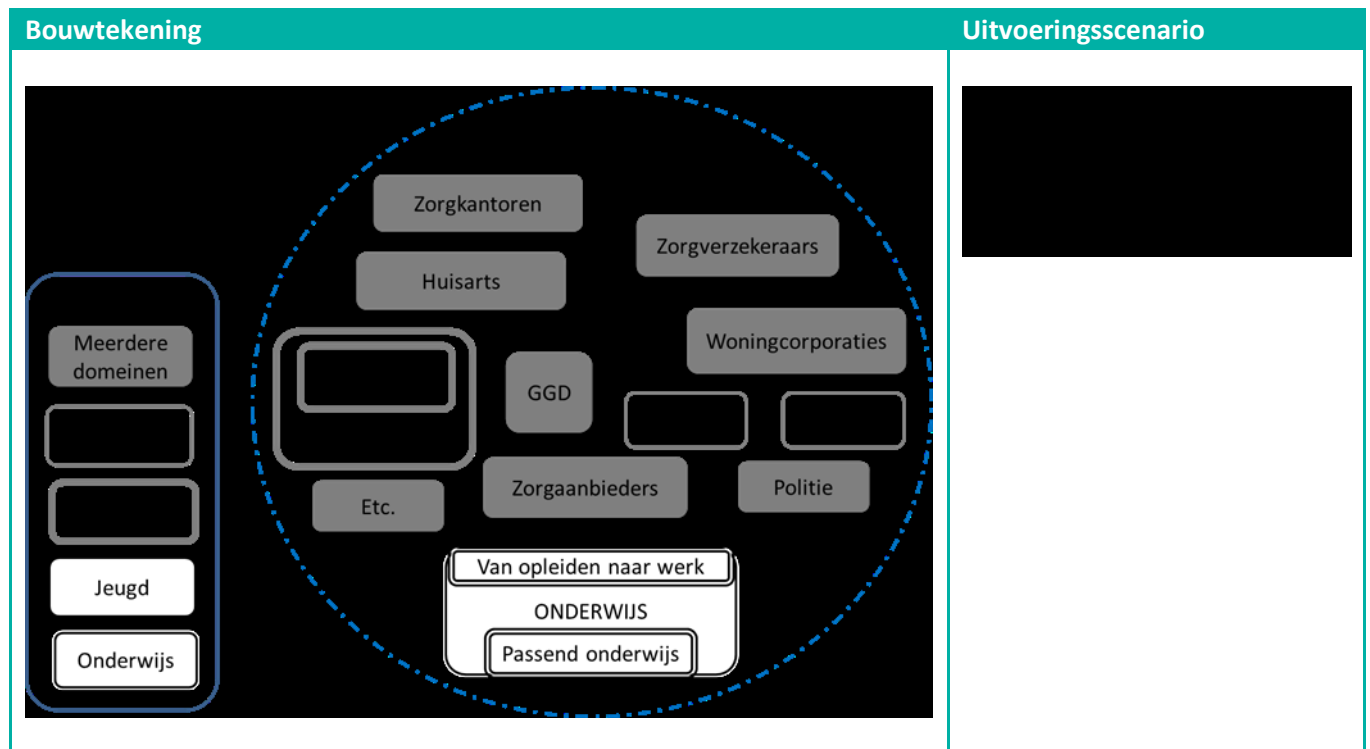 Bouwtekening
Uitvoeringsscenario
Zorgkantoren
Zorgverzekeraars
Huisarts
Woningcorporaties
Meerdere
domeinen
GGD
Zorgaanbieders
Politie
Etc.
Van opleiden naar werk
Jeugd
ONDERWIJS
Passend onderwijs
Onderwijs